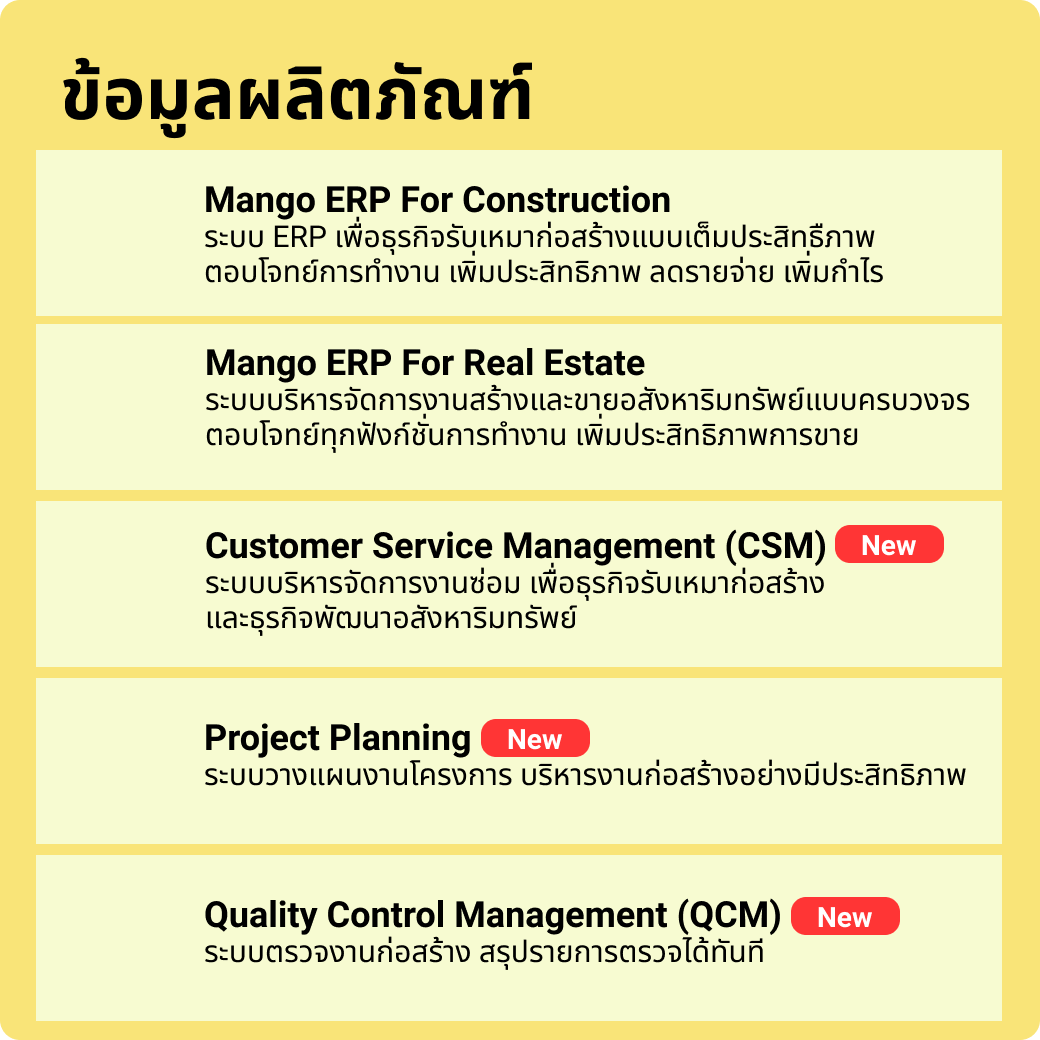 ข้อมูลผลิตภัณฑ์
Mango ERP For Construction
ระบบ ERP เพื่อธุรกิจรับเหมาก่อสร้างแบบเต็มประสิทธืภาพ
ตอบโจทย์การทำงาน เพิ่มประสิทธิภาพ ลดรายจ่าย เพิ่มกำไร
Mango ERP For Real Estate
ระบบบริหารจัดการงานสร้างและขายอสังหาริมทรัพย์แบบครบวงจร
ตอบโจทย์ทุกฟังก์ชั่นการทำงาน เพิ่มประสิทธิภาพการขาย
Customer Service Management (CSM) New
ระบบบริหารจัดการงานซ่อม เพื่อธุรกิจรับเหมาก่อสร้าง
และธุรกิจพัฒนาอสังหาริมทรัพย์
Project Planning New
ระบบวางแผนงานโครงการ บริหารงานก่อสร้างอย่างมีประสิทธิภาพ
Quality Control Management (QCM) New
ระบบตรวจงานก่อสร้าง สรุปรายการตรวจได้ทันที